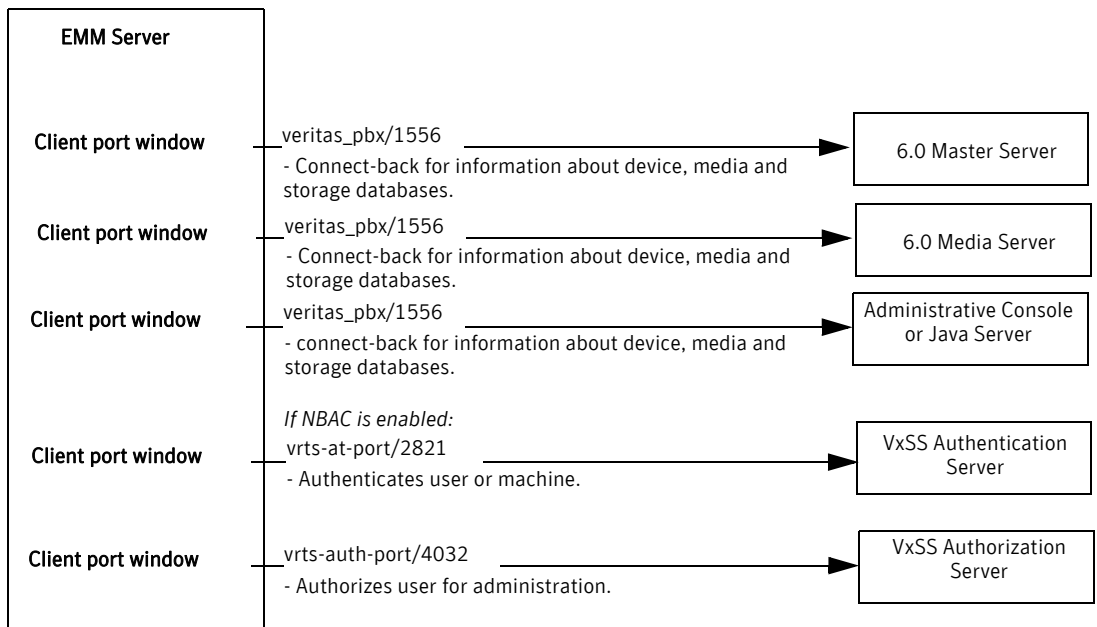 EMM Server
Client port window
veritas_pbx/1556
- Connect-back for information about device, media and
storage databases.
6.0 Master Server
Client port window
veritas_pbx/1556
- Connect-back for information about device, media and
storage databases.
6.0 Media Server
Client port window
veritas_pbx/1556
- connect-back for information about device, media and
storage databases.
Administrative Console
or Java Server
If NBAC is enabled:
Client port window
vrts-at-port/2821
- Authenticates user or machine.
VxSS Authentication
Server
Client port window
vrts-auth-port/4032
- Authorizes user for administration.
VxSS Authorization
Server